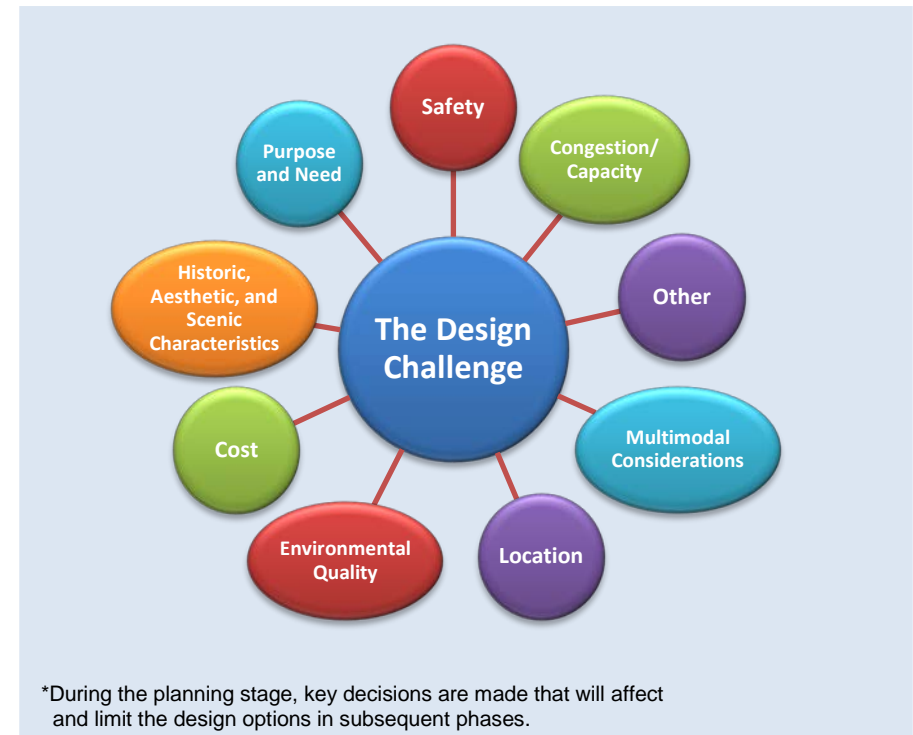 Safety
Congestion/
Capacity
Purpose
and Need
Other
Historic,
Aesthetic, and
Scenic
Characteristics
The Design
Challenge
Multimodal
Considerations
Cost
Location
Environmental
Quality
*During the planning stage, key decisions are made that will affect
and limit the design options in subsequent phases.